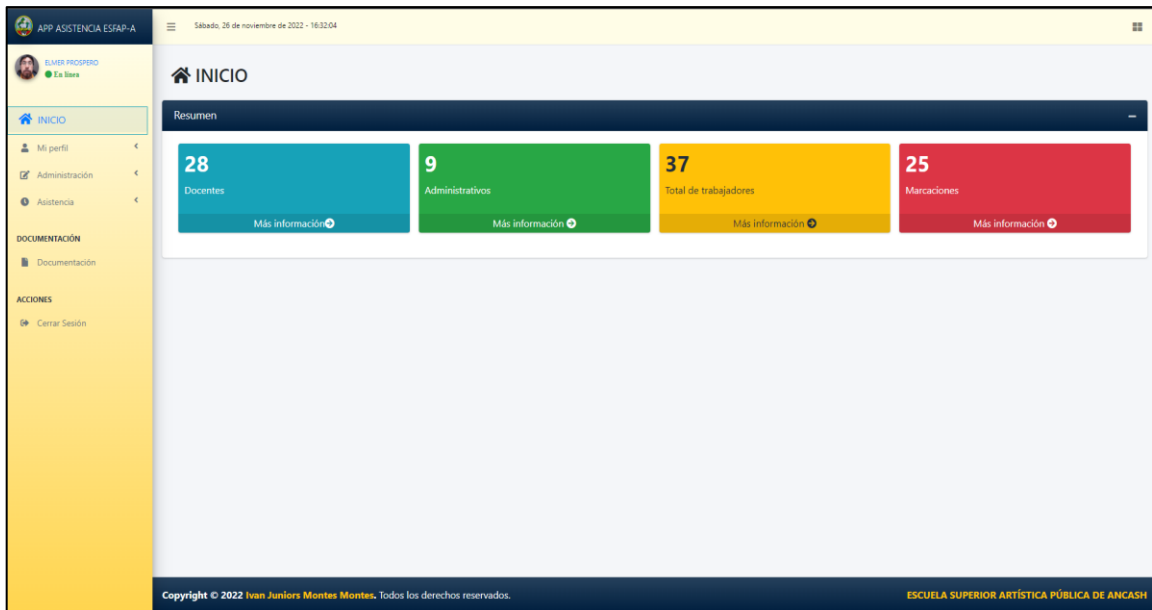 APP ASISTENCIA ESFAP-A
Sábado, 26 de noviembre de 2022 - 16:32:04
ELMER PROSPERO
En línea
INICIO
Mi perfil
Administración
Asistencia
DOCUMENTACIÓN
Documentación
ACCIONES
Cerrar Sesión
INICIO
Resumen
28
Docentes
Más información
9
Administrativos
Más información
37
Total de trabajadores
Más información
25
Marcaciones
Más información
Copyright © 2022 Ivan Juniors Montes Montes. Todos los derechos reservados.
ESCUELA SUPERIOR ARTÍSTICA PÚBLICA DE ANCASH